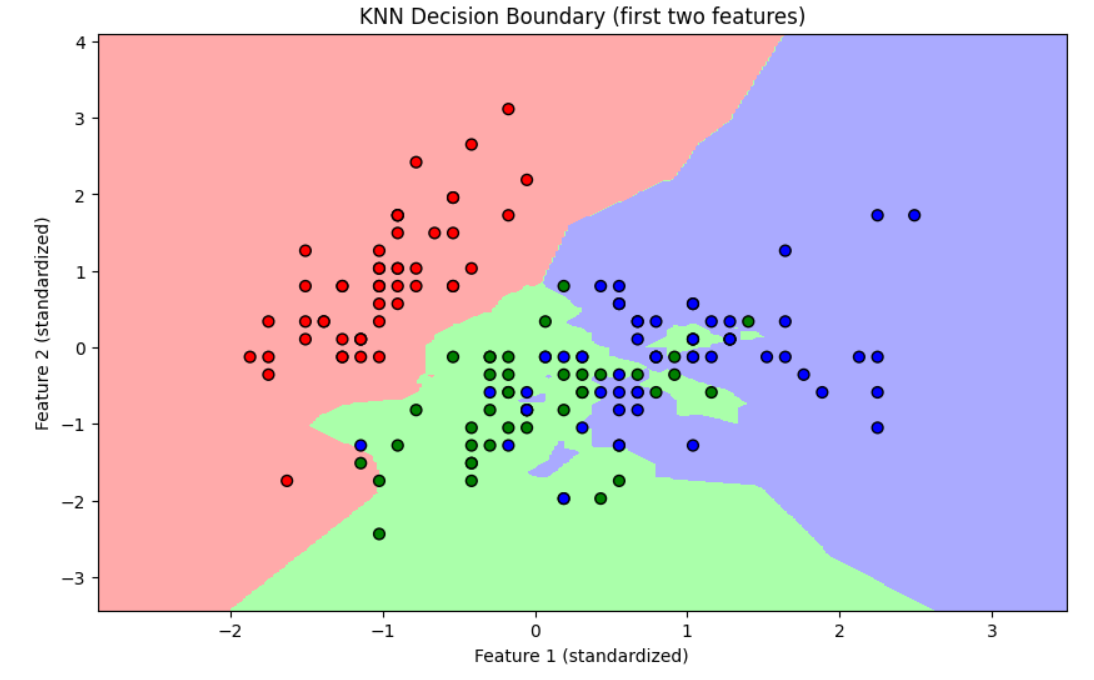 KNN Decision Boundary (first two features)
4
3
2
1
0
−1
−2
−3
Feature 2 (standardized)
−2 −1 0 1 2 3
Feature 1 (standardized)